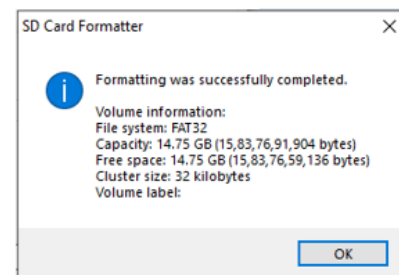 SD Card Formatter
Formatting was successfully completed.
Volume information:
File system: FAT32
Capacity: 14.75 GB (15,83,76,91,904 bytes)
Free space: 14.75 GB (15,83,76,59,136 bytes)
Cluster size: 32 kilobytes
Volume label:
OK